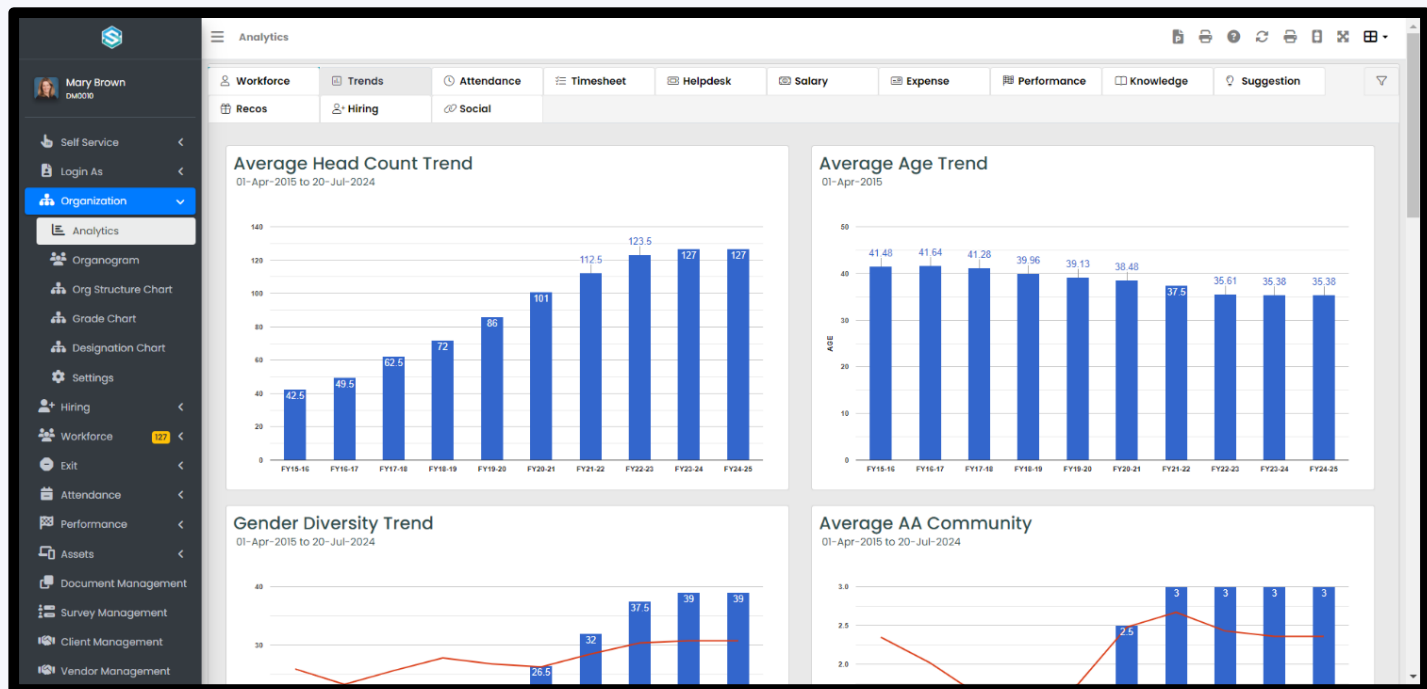 Analytics
Mary Brown
DM0010
Workforce Trends Attendance Timesheet Helpdesk Salary Expense Performance Knowledge Suggestion
Recos Hiring Social
Self Service
Login As
Organization
Analytics
Organogram
Org Structure Chart
Grade Chart
Designation Chart
Settings
Hiring
Workforce 127
Exit
Attendance
Performance
Assets
Document Management
Survey Management
Client Management
Vendor Management
Average Head Count Trend
01-Apr-2015 to 20-Jul-2024
140
120
100
80
60
40
20
0
42.5 49.5 62.5 72 86 101 112.5 123.5 127 127
FY15-16 FY16-17 FY17-18 FY18-19 FY19-20 FY20-21 FY21-22 FY22-23 FY23-24 FY24-25
Average Age Trend
01-Apr-2015
AGE
50
40
30
20
10
0
41.48 41.64 41.28 39.96 39.13 38.48 37.5 35.61 35.38 35.38
FY15-16 FY16-17 FY17-18 FY18-19 FY19-20 FY20-21 FY21-22 FY22-23 FY23-24 FY24-25
Gender Diversity Trend
01-Apr-2015 to 20-Jul-2024
40
30
26.5 32 37.5 39 39
Average AA Community
01-Apr-2015 to 20-Jul-2024
3.0
2.5
2.0
2.5 3 3 3 3